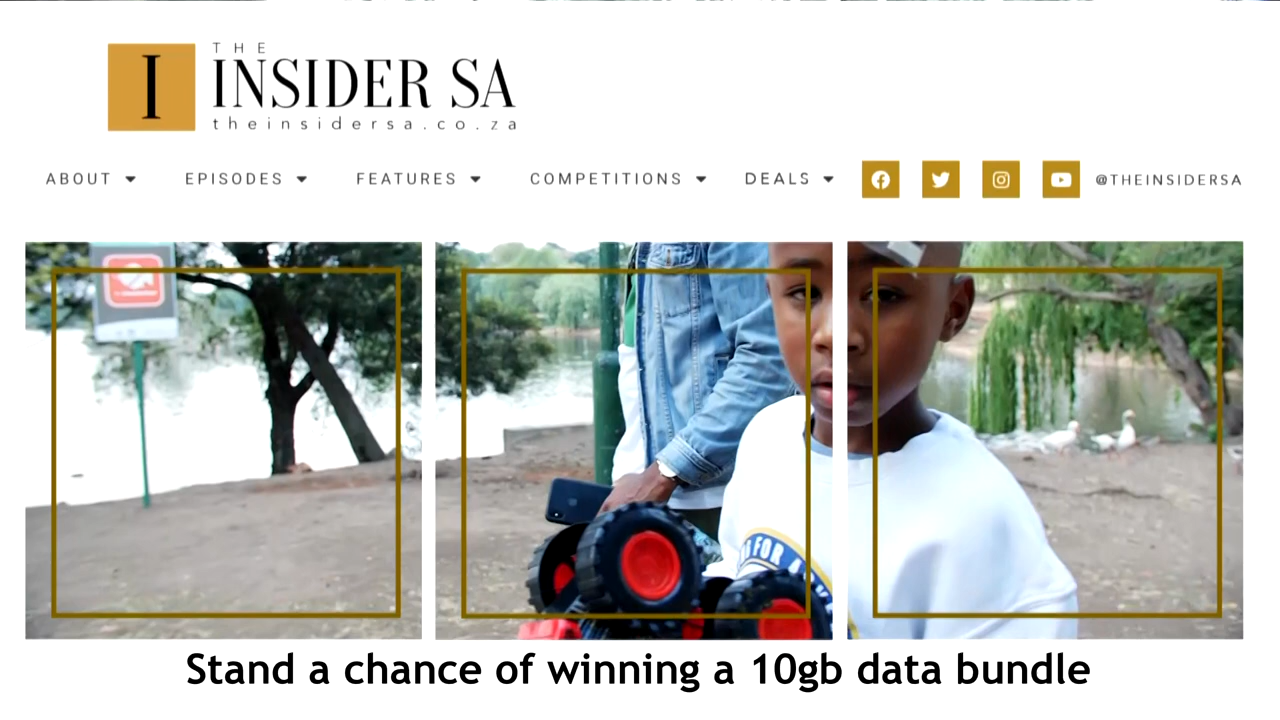 I
THE
INSIDER SA
theinsidersa.co.za
ABOUT EPISODES FEATURES COMPETITIONS DEALS @THEINSIDERSA
FOR
Stand a chance of winning a 10gb data bundle